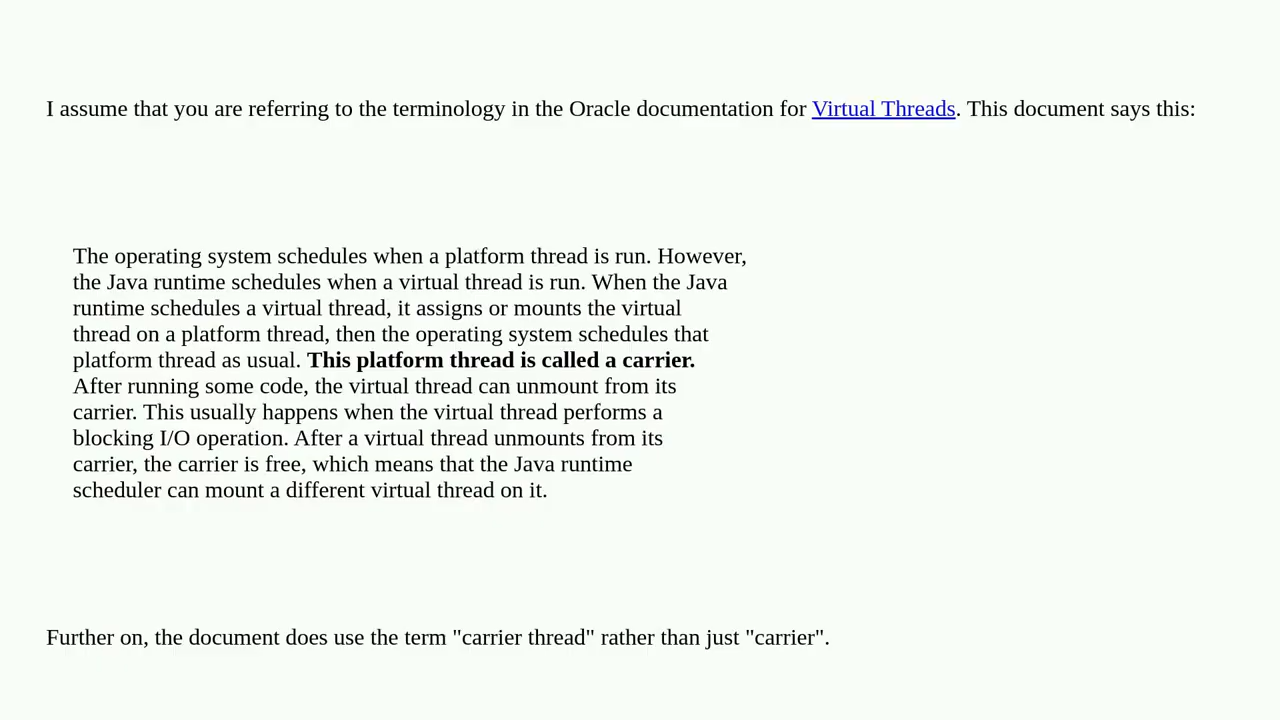 I assume that you are referring to the terminology in the Oracle documentation for Virtual Threads. This document says this:
The operating system schedules when a platform thread is run. However,
the Java runtime schedules when a virtual thread is run. When the Java
runtime schedules a virtual thread, it assigns or mounts the virtual
thread on a platform thread, then the operating system schedules that
platform thread as usual. This platform thread is called a carrier.
After running some code, the virtual thread can unmount from its
carrier. This usually happens when the virtual thread performs a
blocking I/O operation. After a virtual thread unmounts from its
carrier, the carrier is free, which means that the Java runtime
scheduler can mount a different virtual thread on it.
Further on, the document does use the term "carrier thread" rather than just "carrier".